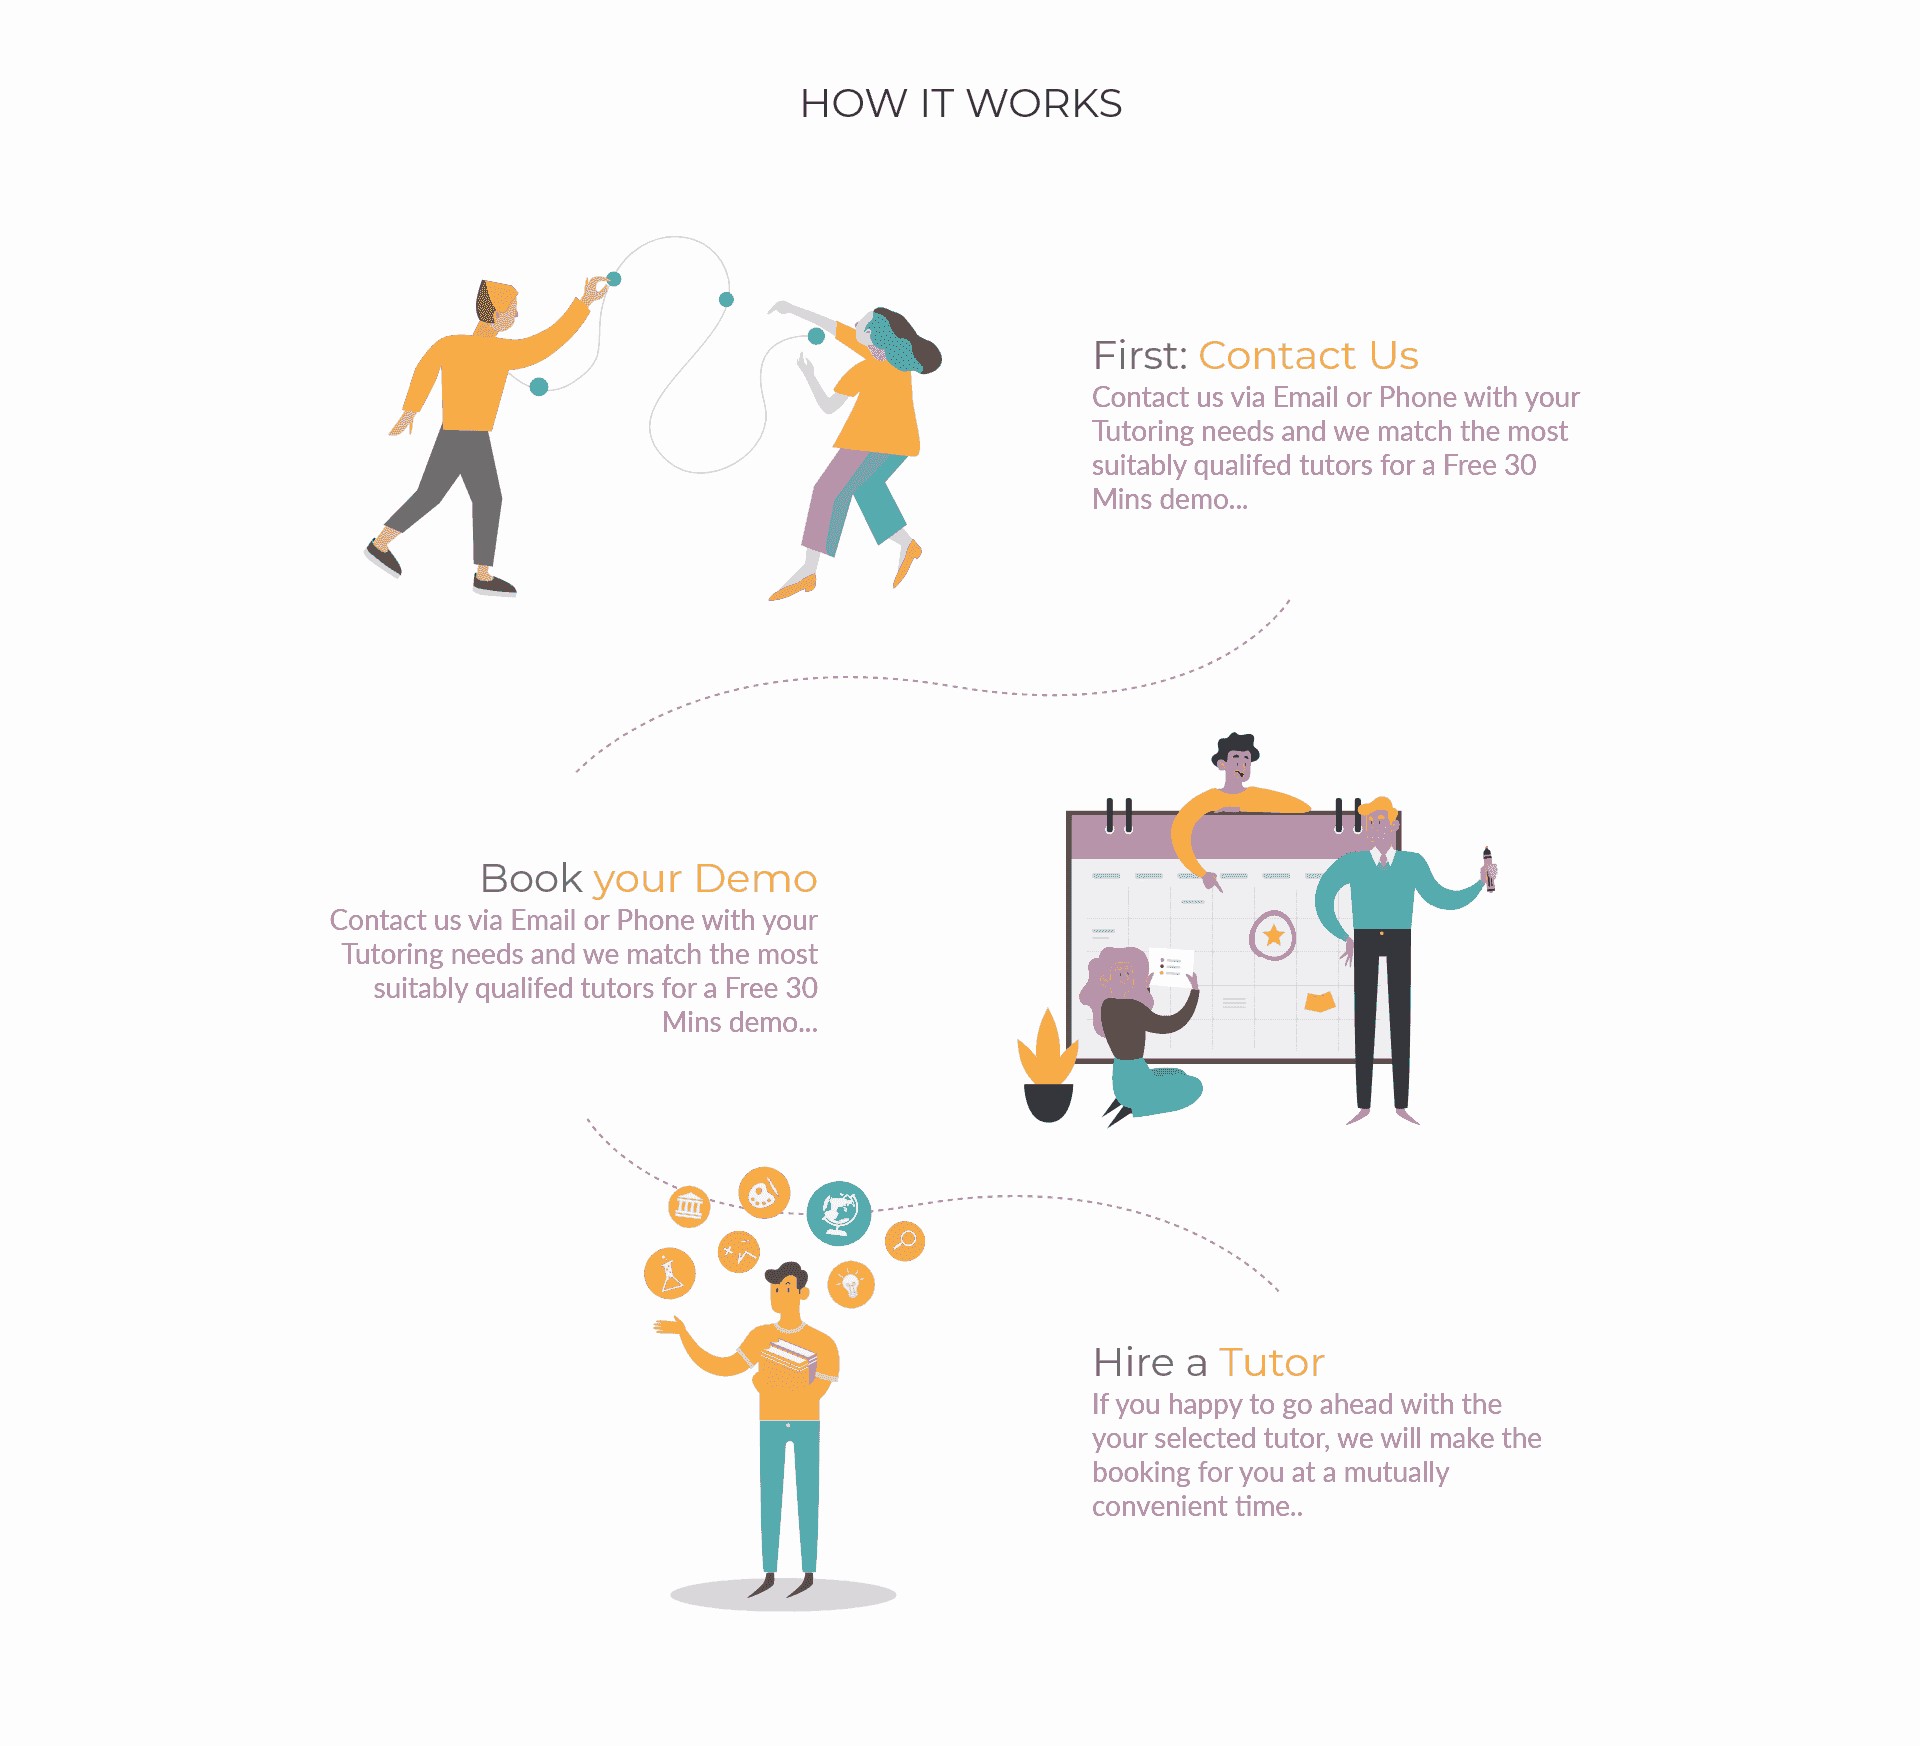 HOW IT WORKS
First: Contact Us
Contact us via Email or Phone with your
Tutoring needs and we match the most
suitably qualifed tutors for a Free 30
Mins demo...
Book your Demo
Contact us via Email or Phone with your
Tutoring needs and we match the most
suitably qualifed tutors for a Free 30
Mins demo...
Hire a Tutor
If you happy to go ahead with the
your selected tutor, we will make the
booking for you at a mutually
convenient time..